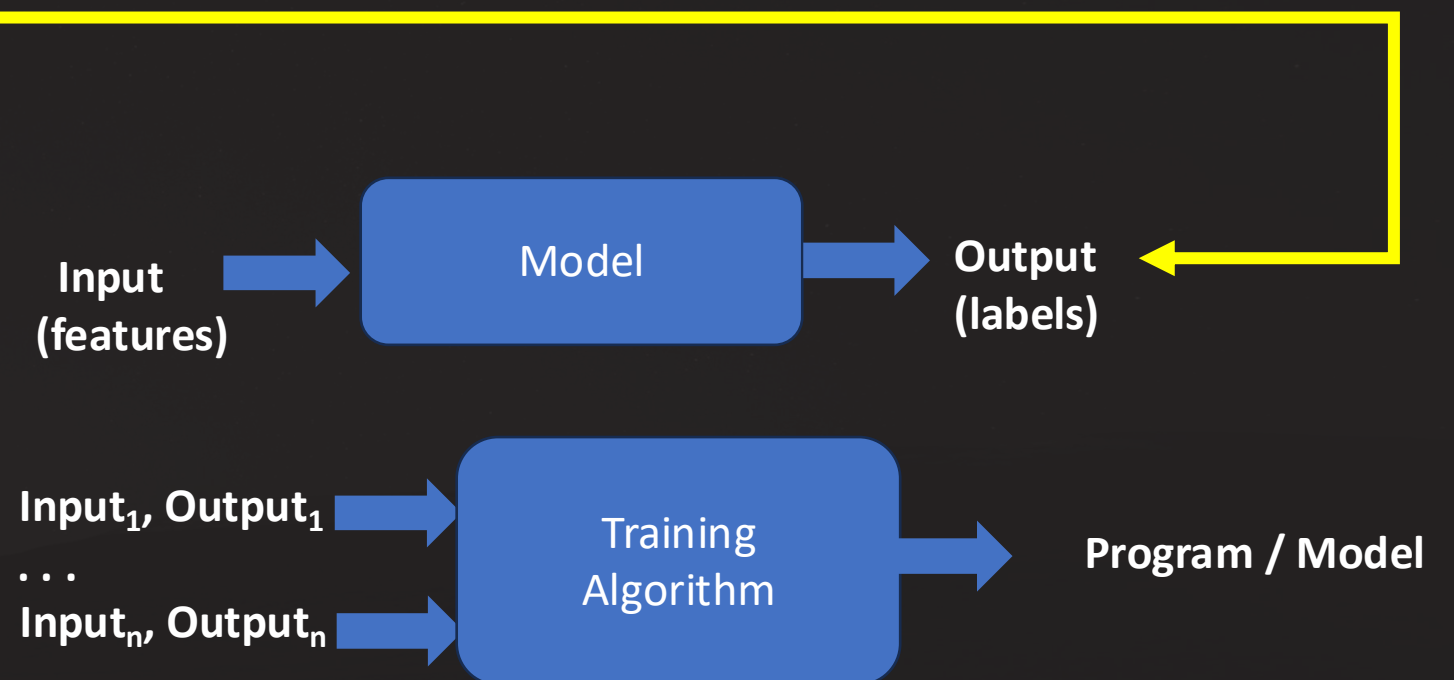 Input
(features)
Model
Output
(labels)
Input₁, Output₁
. . .
Inputₙ, Outputₙ
Training
Algorithm
Program / Model